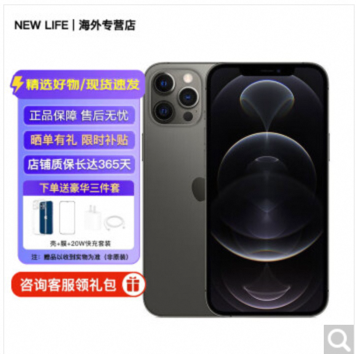 NEW LIFE | 海外专营店
精选好物/现货速发
正品保障 售后无忧
晒单有礼 限时补贴
店铺质保长达365天
下单送豪华三件套
壳+膜+20W快充套装
注：赠品以收到实物为准（非原装）
咨询客服领礼包